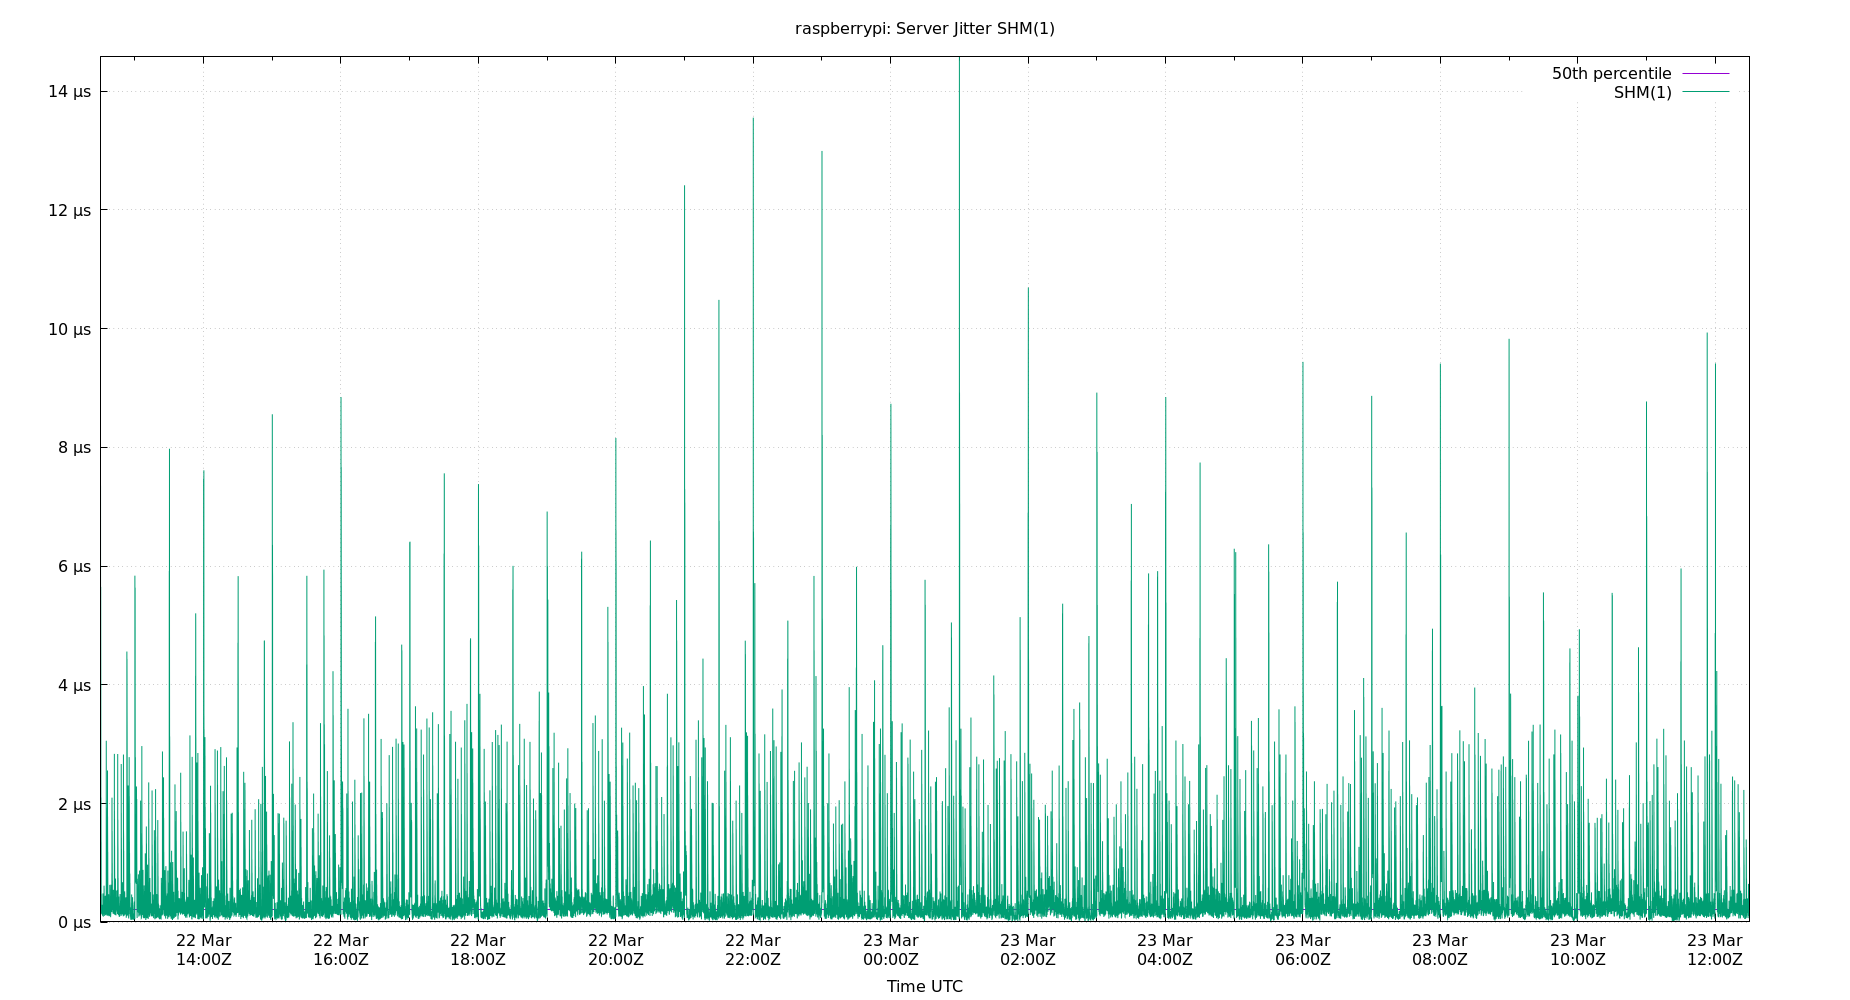 raspberrypi: Server Jitter SHM(1)
50th percentile
SHM(1)
14 µs
12 µs
10 µs
8 µs
6 µs
4 µs
2 µs
0 µs
22 Mar 22 Mar 22 Mar 22 Mar 22 Mar 23 Mar 23 Mar 23 Mar 23 Mar 23 Mar 23 Mar 23 Mar
14:00Z 16:00Z 18:00Z 20:00Z 22:00Z 00:00Z 02:00Z 04:00Z 06:00Z 08:00Z 10:00Z 12:00Z
Time UTC